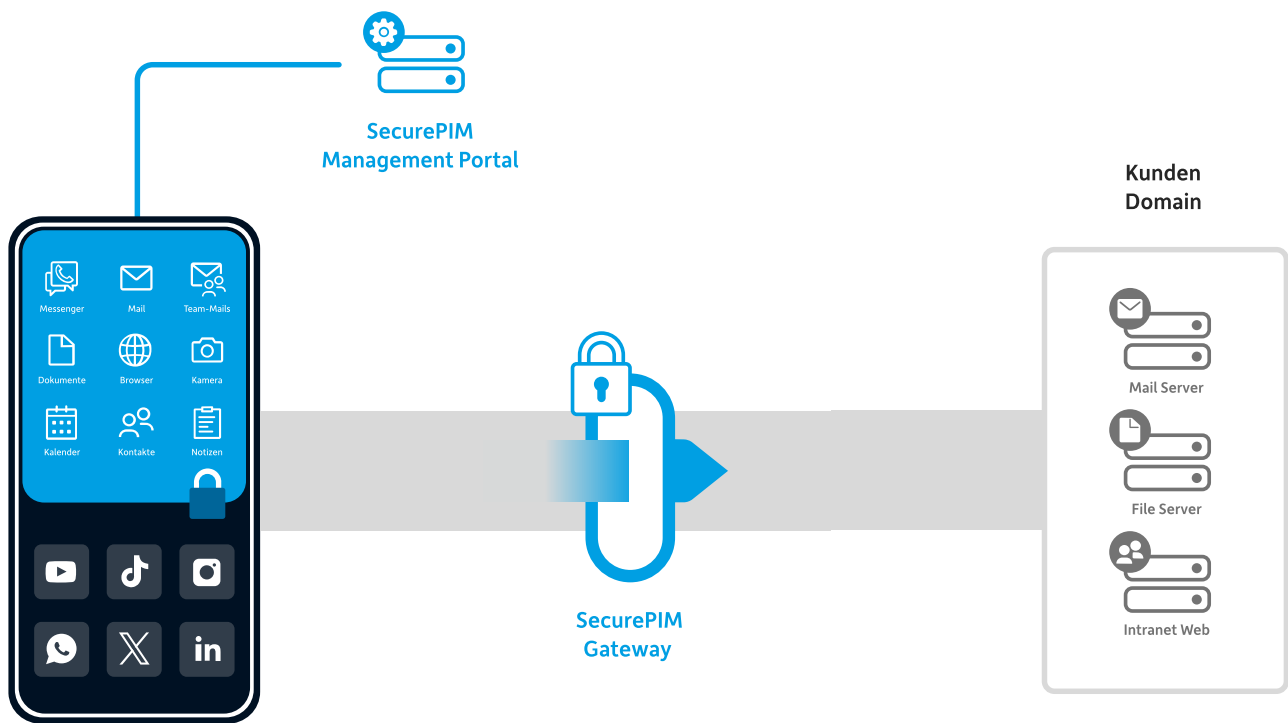 SecurePIM
Management Portal
Kunden
Domain
Messenger
Mail
Team-Mails
Dokumente
Browser
Kamera
Kalender
Kontakte
Notizen
in
SecurePIM
Gateway
Mail Server
File Server
Intranet Web